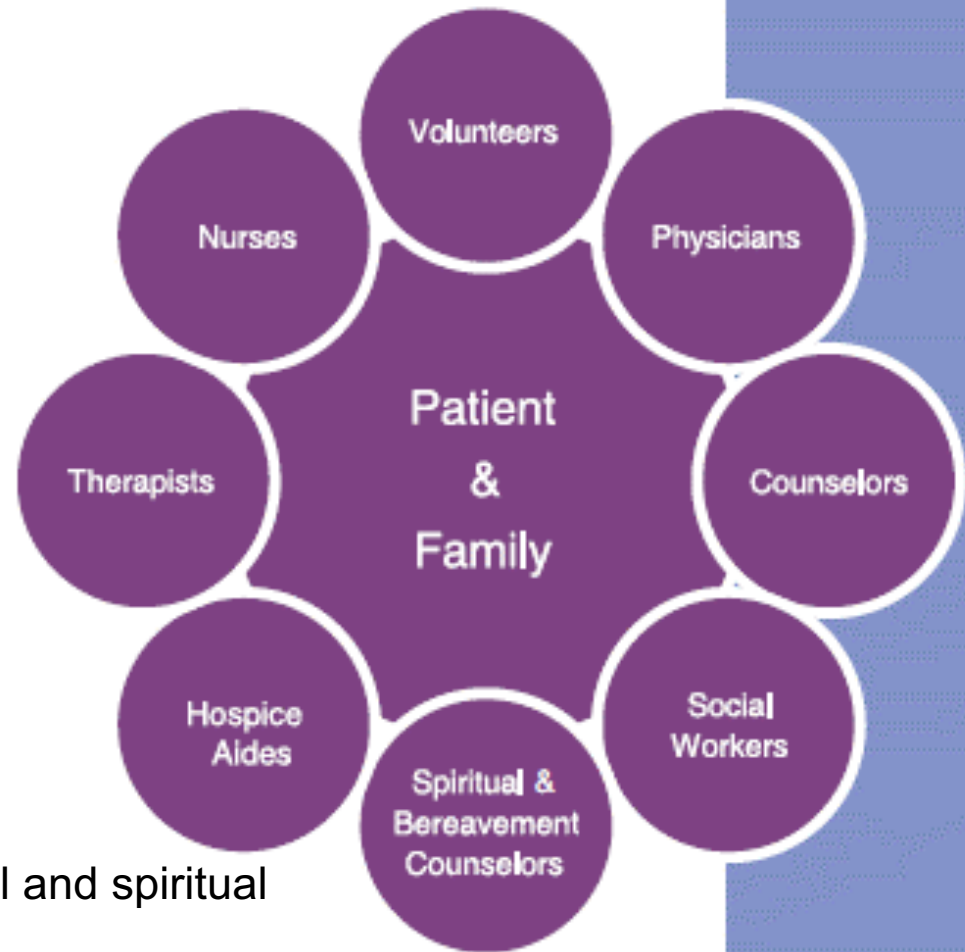 Volunteers
Nurses
Physicians
Patient
&
Family
Therapists
Counselors
Hospice
Aides
Social
Workers
Spiritual &
Bereavement
Counselors
l and spiritual